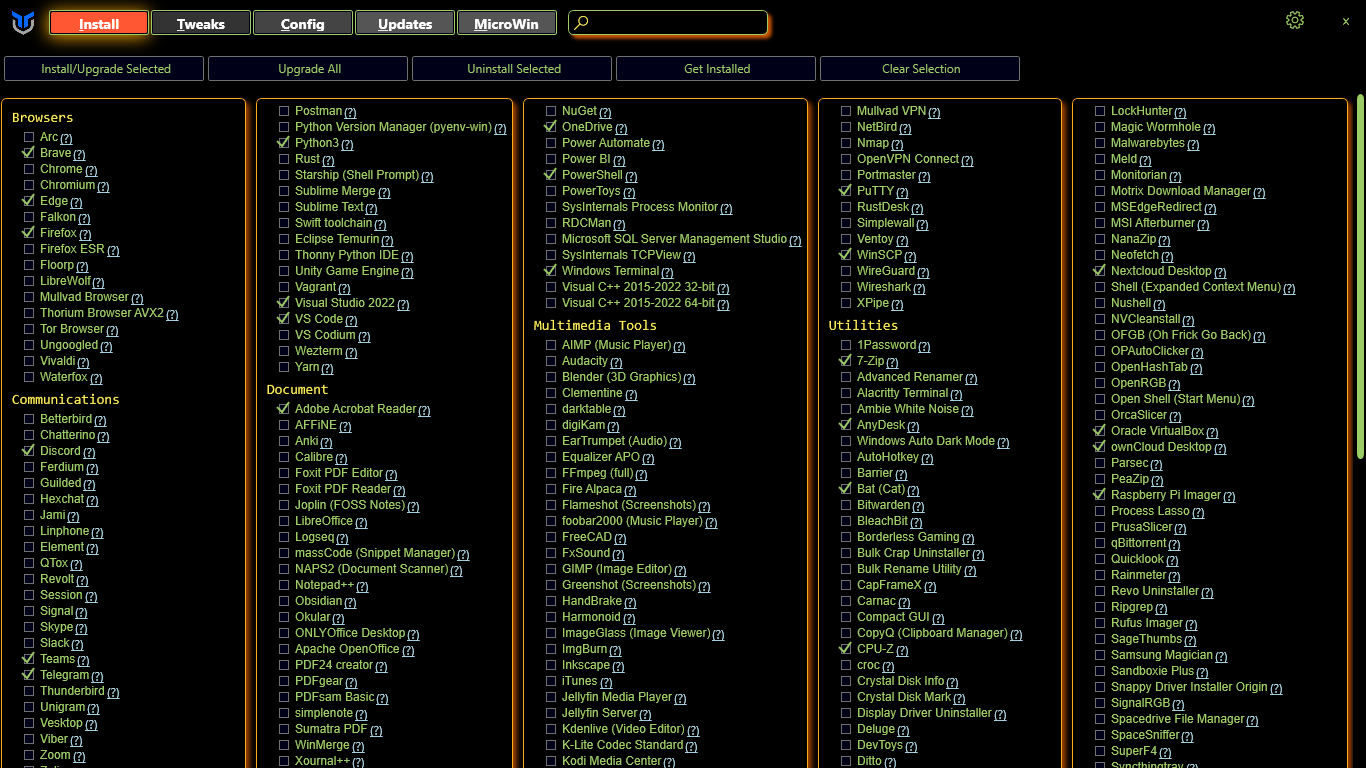 Install
Tweaks
Config
Updates
MicroWin
x
Install/Upgrade Selected
Upgrade All
Uninstall Selected
Get Installed
Clear Selection
Browsers
Arc (?)
Brave (?)
Chrome (?)
Chromium (?)
Edge (?)
Falkon (?)
Firefox (?)
Firefox ESR (?)
Floorp (?)
LibreWolf (?)
Mullvad Browser (?)
Thorium Browser AVX2 (?)
Tor Browser (?)
Ungoogled (?)
Vivaldi (?)
Waterfox (?)
Communications
Betterbird (?)
Chatterino (?)
Discord (?)
Ferdium (?)
Guilded (?)
Hexchat (?)
Jami (?)
Linphone (?)
Element (?)
QTox (?)
Revolt (?)
Session (?)
Signal (?)
Skype (?)
Slack (?)
Teams (?)
Telegram (?)
Thunderbird (?)
Unigram (?)
Vesktop (?)
Viber (?)
Zoom (?)
Postman (?)
Python Version Manager (pyenv-win) (?)
Python3 (?)
Rust (?)
Starship (Shell Prompt) (?)
Sublime Merge (?)
Sublime Text (?)
Swift toolchain (?)
Eclipse Temurin (?)
Thonny Python IDE (?)
Unity Game Engine (?)
Vagrant (?)
Visual Studio 2022 (?)
VS Code (?)
VS Codium (?)
Wezterm (?)
Yarn (?)
Document
Adobe Acrobat Reader (?)
AFFiNE (?)
Anki (?)
Calibre (?)
Foxit PDF Editor (?)
Foxit PDF Reader (?)
Joplin (FOSS Notes) (?)
LibreOffice (?)
Logseq (?)
massCode (Snippet Manager) (?)
NAPS2 (Document Scanner) (?)
Notepad++ (?)
Obsidian (?)
Okular (?)
ONLYOffice Desktop (?)
Apache OpenOffice (?)
PDF24 creator (?)
PDFgear (?)
PDFsam Basic (?)
simplenote (?)
Sumatra PDF (?)
WinMerge (?)
Xournal++ (?)
NuGet (?)
OneDrive (?)
Power Automate (?)
Power BI (?)
PowerShell (?)
PowerToys (?)
SysInternals Process Monitor (?)
RDCMan (?)
Microsoft SQL Server Management Studio (?)
SysInternals TCPView (?)
Windows Terminal (?)
Visual C++ 2015-2022 32-bit (?)
Visual C++ 2015-2022 64-bit (?)
Multimedia Tools
AIMP (Music Player) (?)
Audacity (?)
Blender (3D Graphics) (?)
Clementine (?)
darktable (?)
digiKam (?)
EarTrumpet (Audio) (?)
Equalizer APO (?)
FFmpeg (full) (?)
Fire Alpaca (?)
Flameshot (Screenshots) (?)
foobar2000 (Music Player) (?)
FreeCAD (?)
FxSound (?)
GIMP (Image Editor) (?)
Greenshot (Screenshots) (?)
HandBrake (?)
Harmonoid (?)
ImageGlass (Image Viewer) (?)
ImgBurn (?)
Inkscape (?)
iTunes (?)
Jellyfin Media Player (?)
Jellyfin Server (?)
Kdenlive (Video Editor) (?)
K-Lite Codec Standard (?)
Kodi Media Center (?)
Mullvad VPN (?)
NetBird (?)
Nmap (?)
OpenVPN Connect (?)
Portmaster (?)
PuTTY (?)
RustDesk (?)
Simplewall (?)
Ventoy (?)
WinSCP (?)
WireGuard (?)
Wireshark (?)
XPipe (?)
Utilities
1Password (?)
7-Zip (?)
Advanced Renamer (?)
Alacritty Terminal (?)
Ambie White Noise (?)
AnyDesk (?)
Windows Auto Dark Mode (?)
AutoHotkey (?)
Barrier (?)
Bat (Cat) (?)
Bitwarden (?)
BleachBit (?)
Borderless Gaming (?)
Bulk Crap Uninstaller (?)
Bulk Rename Utility (?)
CapFrameX (?)
Carnac (?)
Compact GUI (?)
CopyQ (Clipboard Manager) (?)
CPU-Z (?)
croc (?)
Crystal Disk Info (?)
Crystal Disk Mark (?)
Display Driver Uninstaller (?)
Deluge (?)
DevToys (?)
Ditto (?)
LockHunter (?)
Magic Wormhole (?)
Malwarebytes (?)
Meld (?)
Monitorian (?)
Motrix Download Manager (?)
MSEdgeRedirect (?)
MSI Afterburner (?)
NanaZip (?)
Neofetch (?)
Nextcloud Desktop (?)
Shell (Expanded Context Menu) (?)
Nushell (?)
NVCleanstall (?)
OFGB (Oh Frick Go Back) (?)
OPAutoClicker (?)
OpenHashTab (?)
OpenRGB (?)
Open Shell (Start Menu) (?)
OrcaSlicer (?)
Oracle VirtualBox (?)
ownCloud Desktop (?)
Parsec (?)
PeaZip (?)
Raspberry Pi Imager (?)
Process Lasso (?)
PrusaSlicer (?)
qBittorrent (?)
Quicklook (?)
Rainmeter (?)
Revo Uninstaller (?)
Ripgrep (?)
Rufus Imager (?)
SageThumbs (?)
Samsung Magician (?)
Sandboxie Plus (?)
Snappy Driver Installer Origin (?)
SignalRGB (?)
Spacedrive File Manager (?)
SpaceSniffer (?)
SuperF4 (?)
Syncthingtray (?)